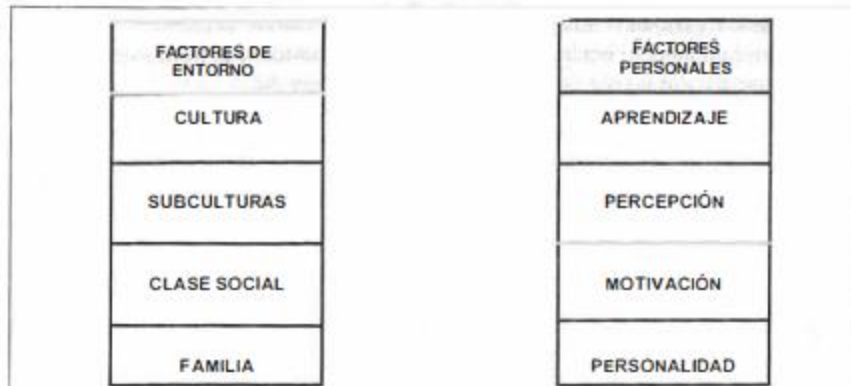 FACTORES DE
ENTORNO
CULTURA
SUBCULTURAS
CLASE SOCIAL
FAMILIA
FACTORES
PERSONALES
APRENDIZAJE
PERCEPCIÓN
MOTIVACIÓN
PERSONALIDAD